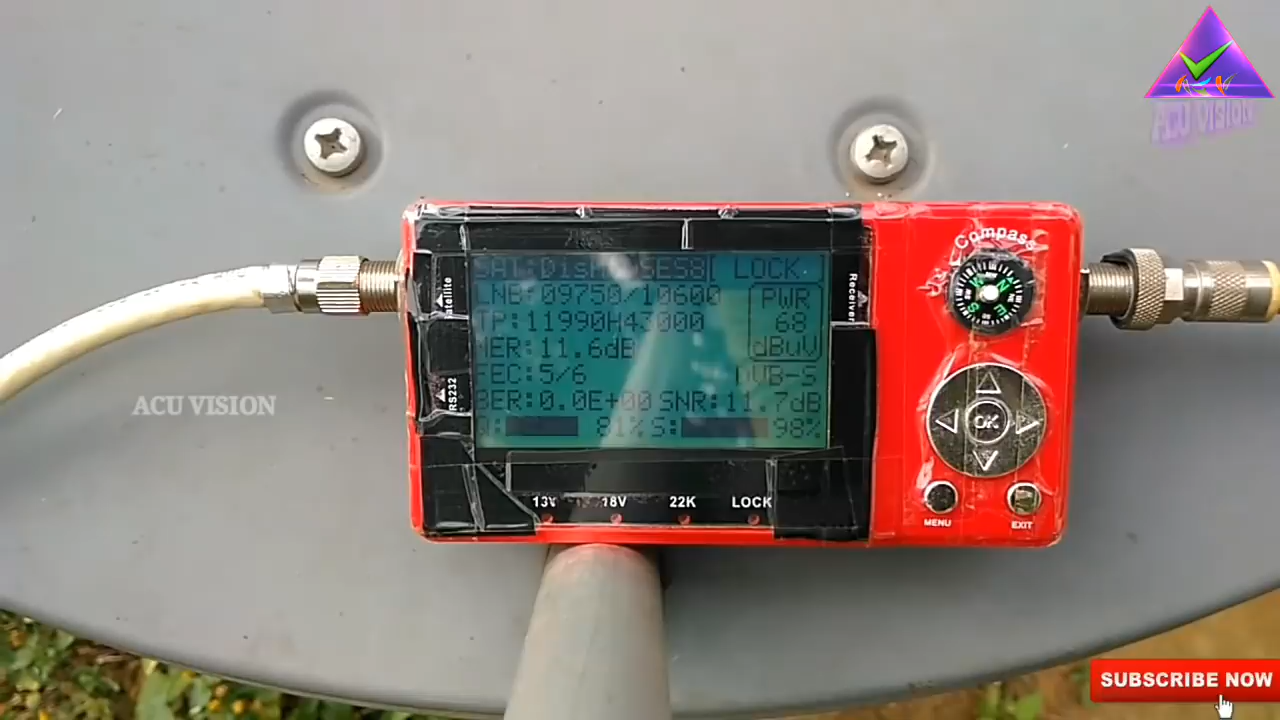 ACU VISION
Compass
N
S
Satellite
Receiver
RS232
SES8
LOCK
LNB:09750/10600
PWR
68
dBuV
TP:11990H43000
MER:11.6dB
FEC:5/6
DVB-S
BER:0.0E+00 SNR:11.7dB
Q: 81% S: 98%
OK
MENU
EXIT
13V
18V
22K
LOCK
ACU VISION
SUBSCRIBE NOW